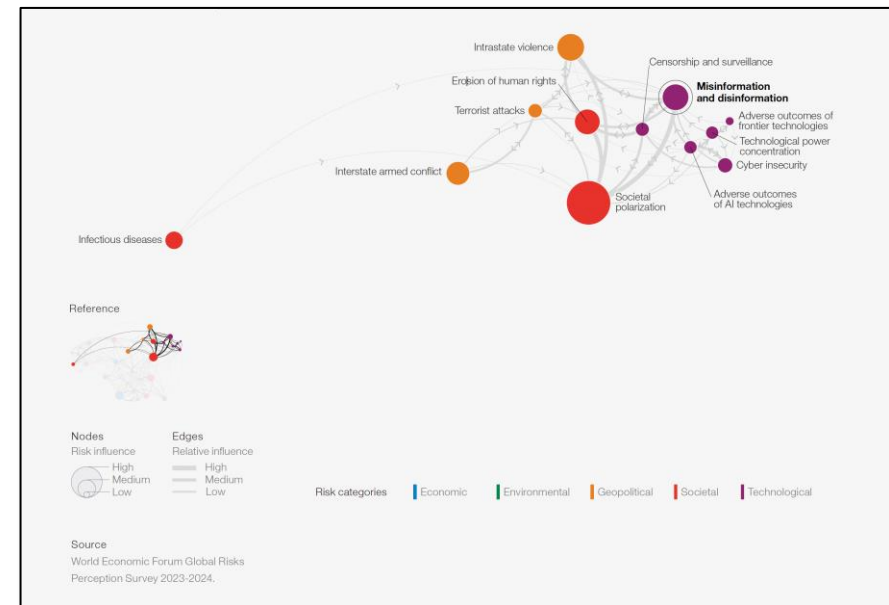 Intrastate violence
Censorship and surveillance
Erosion of human rights
Misinformation
and disinformation
Terrorist attacks
Adverse outcomes of
frontier technologies
Technological power
concentration
Cyber insecurity
Interstate armed conflict
Societal
polarization
Adverse outcomes
of AI technologies
Infectious diseases
Reference
Nodes
Risk influence
High
Medium
Low
Edges
Relative influence
High
Medium
Low
Risk categories
Economic
Environmental
Geopolitical
Societal
Technological
Source
World Economic Forum Global Risks
Perception Survey 2023-2024.